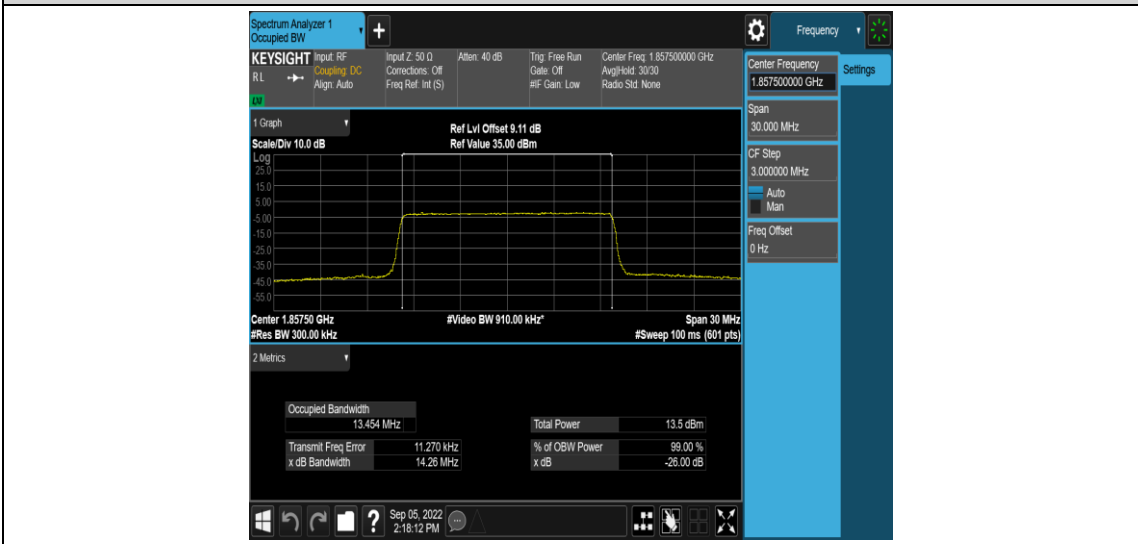 Spectrum Analyzer 1
Occupied BW
+
Frequency
KEYSIGHT
RL
LXI
Input: RF
Coupling: DC
Align: Auto
Input Z: 50 Ω
Corrections: Off
Freq Ref: Int (S)
Atten: 40 dB
Trig: Free Run
Gate: Off
#IF Gain: Low
Center Freq: 1.857500000 GHz
Avg|Hold: 30/30
Radio Std: None
Center Frequency
1.857500000 GHz
Settings
Span
30.000 MHz
CF Step
3.000000 MHz
Auto
Man
Freq Offset
0 Hz
1 Graph
Scale/Div 10.0 dB
Ref Lvl Offset 9.11 dB
Ref Value 35.00 dBm
Log
25.0
15.0
5.00
-5.00
-15.0
-25.0
-35.0
-45.0
-55.0
Center 1.85750 GHz
#Video BW 910.00 kHz*
Span 30 MHz
#Res BW 300.00 kHz
#Sweep 100 ms (601 pts)
2 Metrics
Occupied Bandwidth
13.454 MHz
Total Power 13.5 dBm
Transmit Freq Error 11.270 kHz
% of OBW Power 99.00 %
x dB Bandwidth 14.26 MHz
x dB -26.00 dB
?
Sep 05, 2022
2:18:12 PM